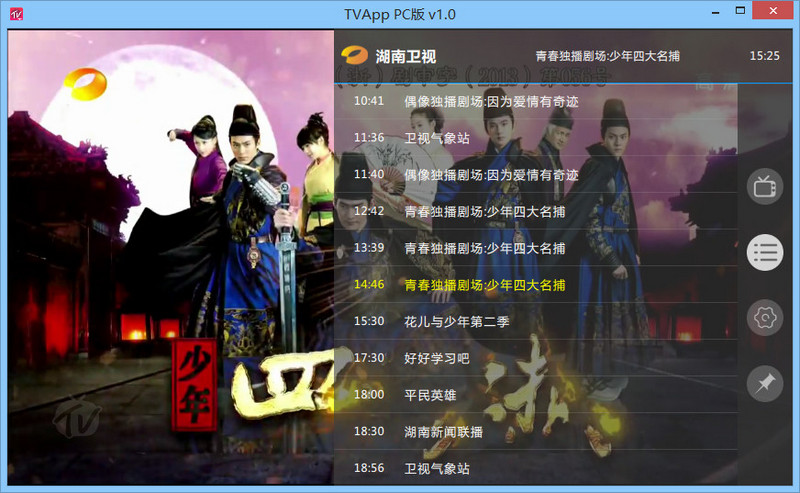 TVApp PC版 v1.0
湖南卫视
青春独播剧场:少年四大名捕
15:25
10:41 偶像独播剧场:因为爱情有奇迹
11:36 卫视气象站
11:40 偶像独播剧场:因为爱情有奇迹
12:42 青春独播剧场:少年四大名捕
13:39 青春独播剧场:少年四大名捕
14:46 青春独播剧场:少年四大名捕
15:30 花儿与少年第二季
17:30 好好学习吧
18:00 平民英雄
18:30 湖南新闻联播
18:56 卫视气象站
少年
四
TV